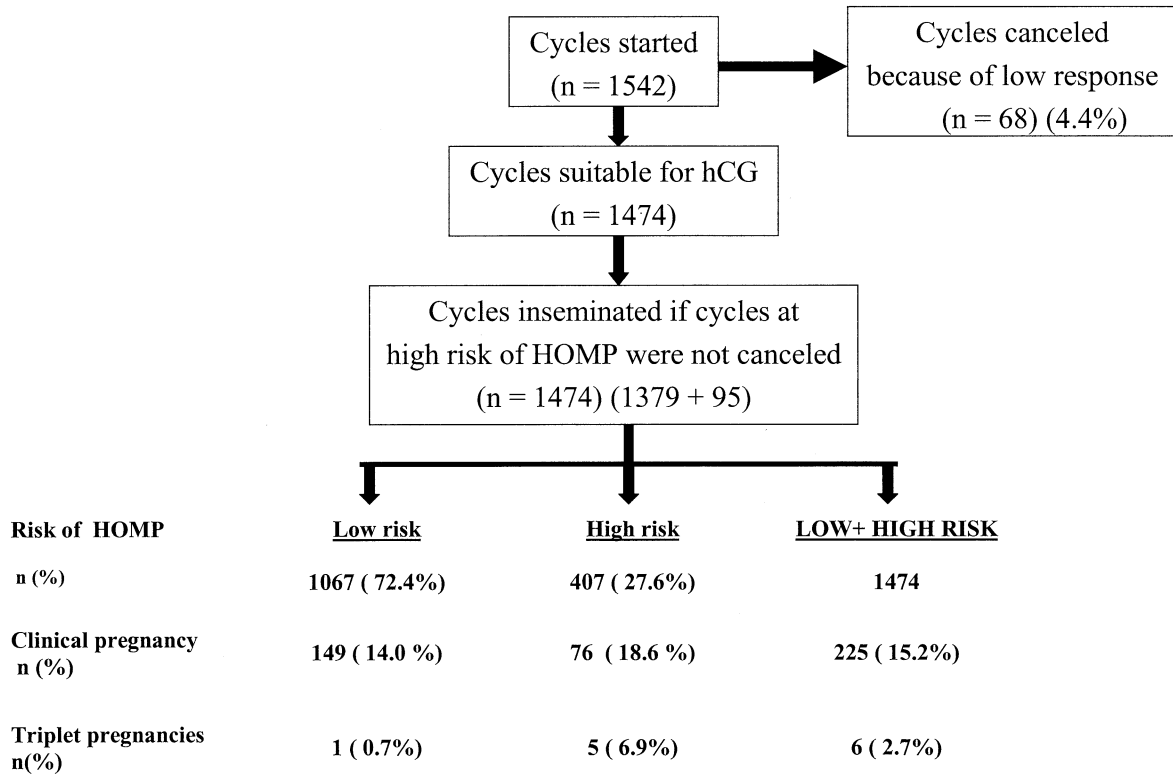 Cycles started
(n = 1542)
Cycles canceled
because of low response
(n = 68) (4.4%)
Cycles suitable for hCG
(n = 1474)
Cycles inseminated if cycles at
high risk of HOMP were not canceled
(n = 1474) (1379 + 95)
Risk of HOMP Low risk High risk LOW+ HIGH RISK
n (%) 1067 ( 72.4%) 407 ( 27.6%) 1474
Clinical pregnancy
n (%) 149 ( 14.0 %) 76 ( 18.6 %) 225 ( 15.2%)
Triplet pregnancies
n(%) 1 ( 0.7%) 5 ( 6.9%) 6 ( 2.7%)